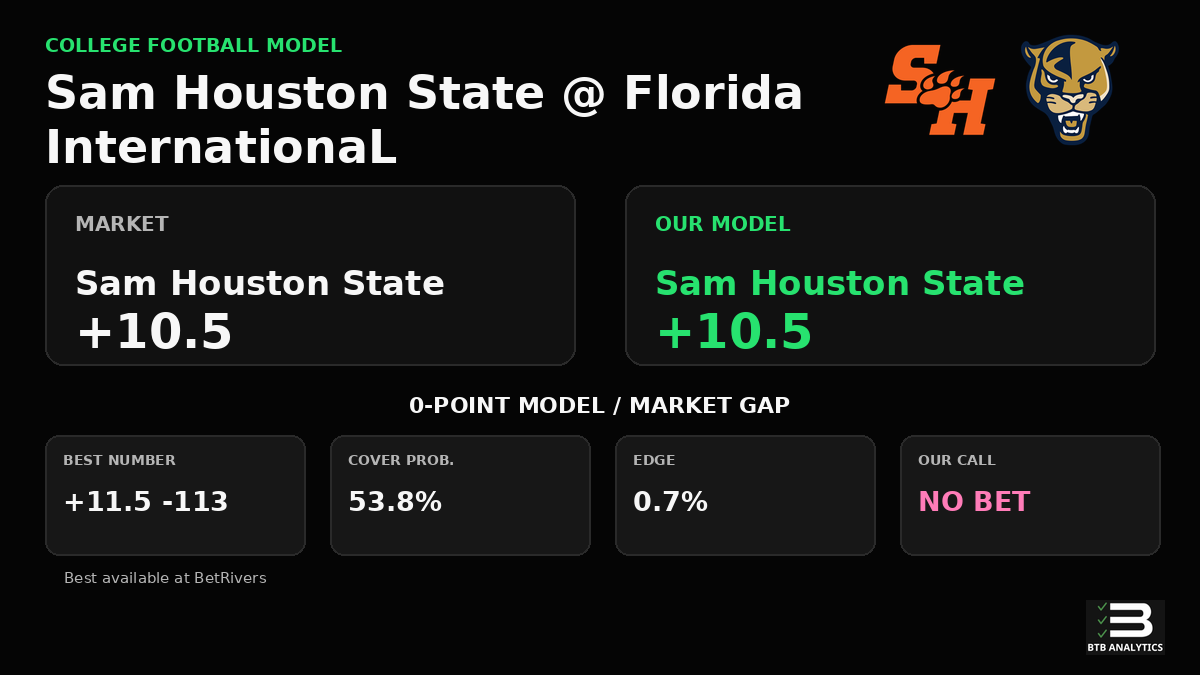 COLLEGE FOOTBALL MODEL
Sam Houston State @ Florida
InternationaL
SH
MARKET
Sam Houston State
+10.5
OUR MODEL
Sam Houston State
+10.5
0-POINT MODEL / MARKET GAP
BEST NUMBER
+11.5 -113
COVER PROB.
53.8%
EDGE
0.7%
OUR CALL
NO BET
Best available at BetRivers
B
BTB ANALYTICS